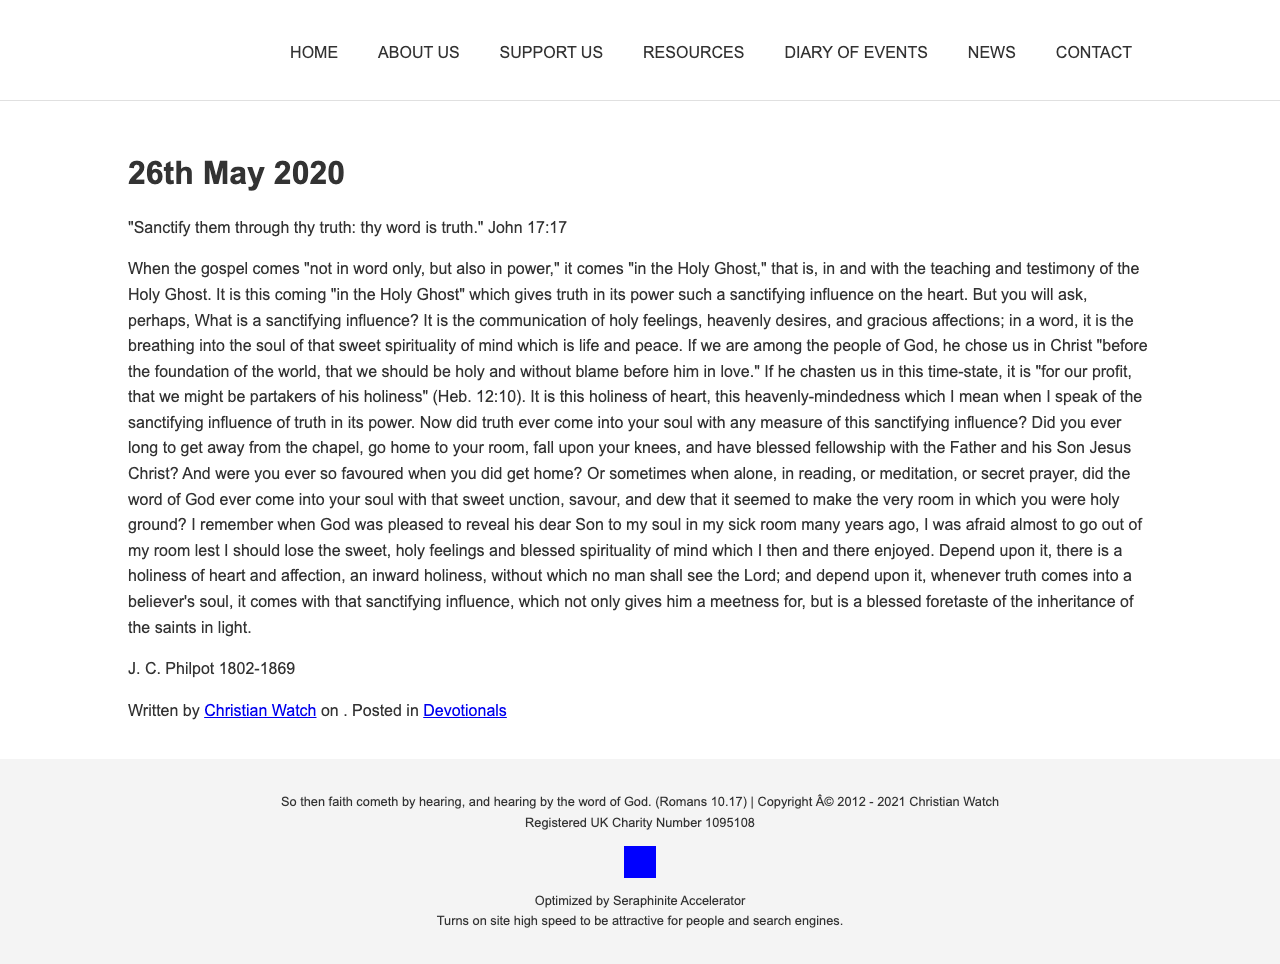 HOME ABOUT US SUPPORT US RESOURCES DIARY OF EVENTS NEWS CONTACT
26th May 2020
"Sanctify them through thy truth: thy word is truth." John 17:17
When the gospel comes "not in word only, but also in power," it comes "in the Holy Ghost," that is, in and with the teaching and testimony of the
Holy Ghost. It is this coming "in the Holy Ghost" which gives truth in its power such a sanctifying influence on the heart. But you will ask,
perhaps, What is a sanctifying influence? It is the communication of holy feelings, heavenly desires, and gracious affections; in a word, it is the
breathing into the soul of that sweet spirituality of mind which is life and peace. If we are among the people of God, he chose us in Christ "before
the foundation of the world, that we should be holy and without blame before him in love." If he chasten us in this time-state, it is "for our profit,
that we might be partakers of his holiness" (Heb. 12:10). It is this holiness of heart, this heavenly-mindedness which I mean when I speak of the
sanctifying influence of truth in its power. Now did truth ever come into your soul with any measure of this sanctifying influence? Did you ever
long to get away from the chapel, go home to your room, fall upon your knees, and have blessed fellowship with the Father and his Son Jesus
Christ? And were you ever so favoured when you did get home? Or sometimes when alone, in reading, or meditation, or secret prayer, did the
word of God ever come into your soul with that sweet unction, savour, and dew that it seemed to make the very room in which you were holy
ground? I remember when God was pleased to reveal his dear Son to my soul in my sick room many years ago, I was afraid almost to go out of
my room lest I should lose the sweet, holy feelings and blessed spirituality of mind which I then and there enjoyed. Depend upon it, there is a
holiness of heart and affection, an inward holiness, without which no man shall see the Lord; and depend upon it, whenever truth comes into a
believer's soul, it comes with that sanctifying influence, which not only gives him a meetness for, but is a blessed foretaste of the inheritance of
the saints in light.
J. C. Philpot 1802-1869
Written by Christian Watch on . Posted in Devotionals
So then faith cometh by hearing, and hearing by the word of God. (Romans 10.17) | Copyright Â© 2012 - 2021 Christian Watch
Registered UK Charity Number 1095108
Optimized by Seraphinite Accelerator
Turns on site high speed to be attractive for people and search engines.